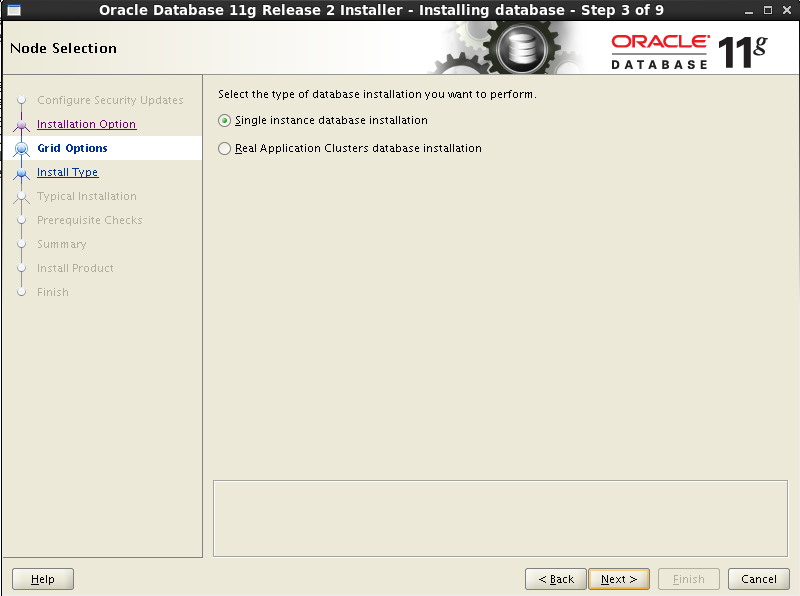 Oracle Database 11g Release 2 Installer - Installing database - Step 3 of 9
Node Selection
ORACLE
DATABASE 11g
Configure Security Updates
Installation Option
Grid Options
Install Type
Typical Installation
Prerequisite Checks
Summary
Install Product
Finish
Select the type of database installation you want to perform.
Single instance database installation
Real Application Clusters database installation
Help
< Back
Next >
Finish
Cancel